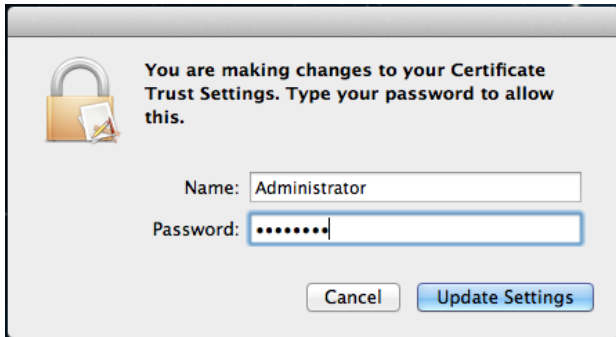 You are making changes to your Certificate
Trust Settings. Type your password to allow
this.
Name: Administrator
Password: ••••••••
Cancel Update Settings